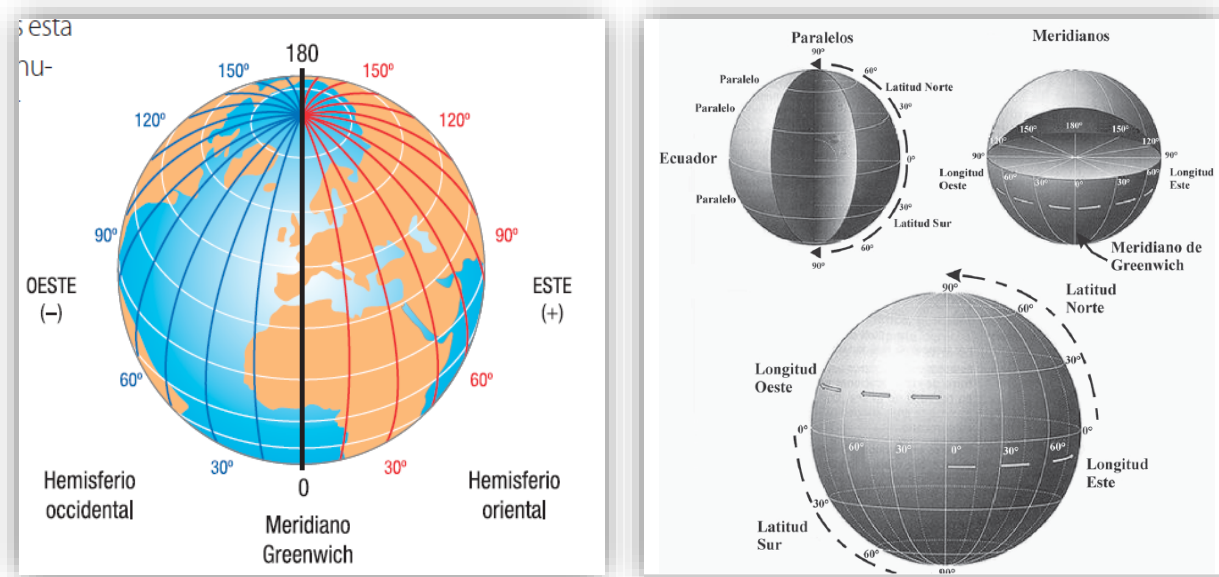 s esta
nu-
180
150º
150º
120º
120º
90º
90º
OESTE
(–)
ESTE
(+)
60º
60º
30º
30º
0
Hemisferio
occidental
Hemisferio
oriental
Meridiano
Greenwich
Paralelos
90°
60°
Latitud Norte
30°
Paralelo
Paralelo
Ecuador
0°
Paralelo
30°
Latitud Sur
60°
90°
Meridianos
180°
150°
150°
120°
120°
90°
90°
Longitud
Oeste
Longitud
Este
60°
30°
0°
30°
60°
Meridiano de
Greenwich
Latitud
Norte
90°
60°
30°
Longitud
Oeste
0°
0°
60°
30°
0°
30°
60°
Longitud
Este
30°
Latitud
Sur
60°
90°